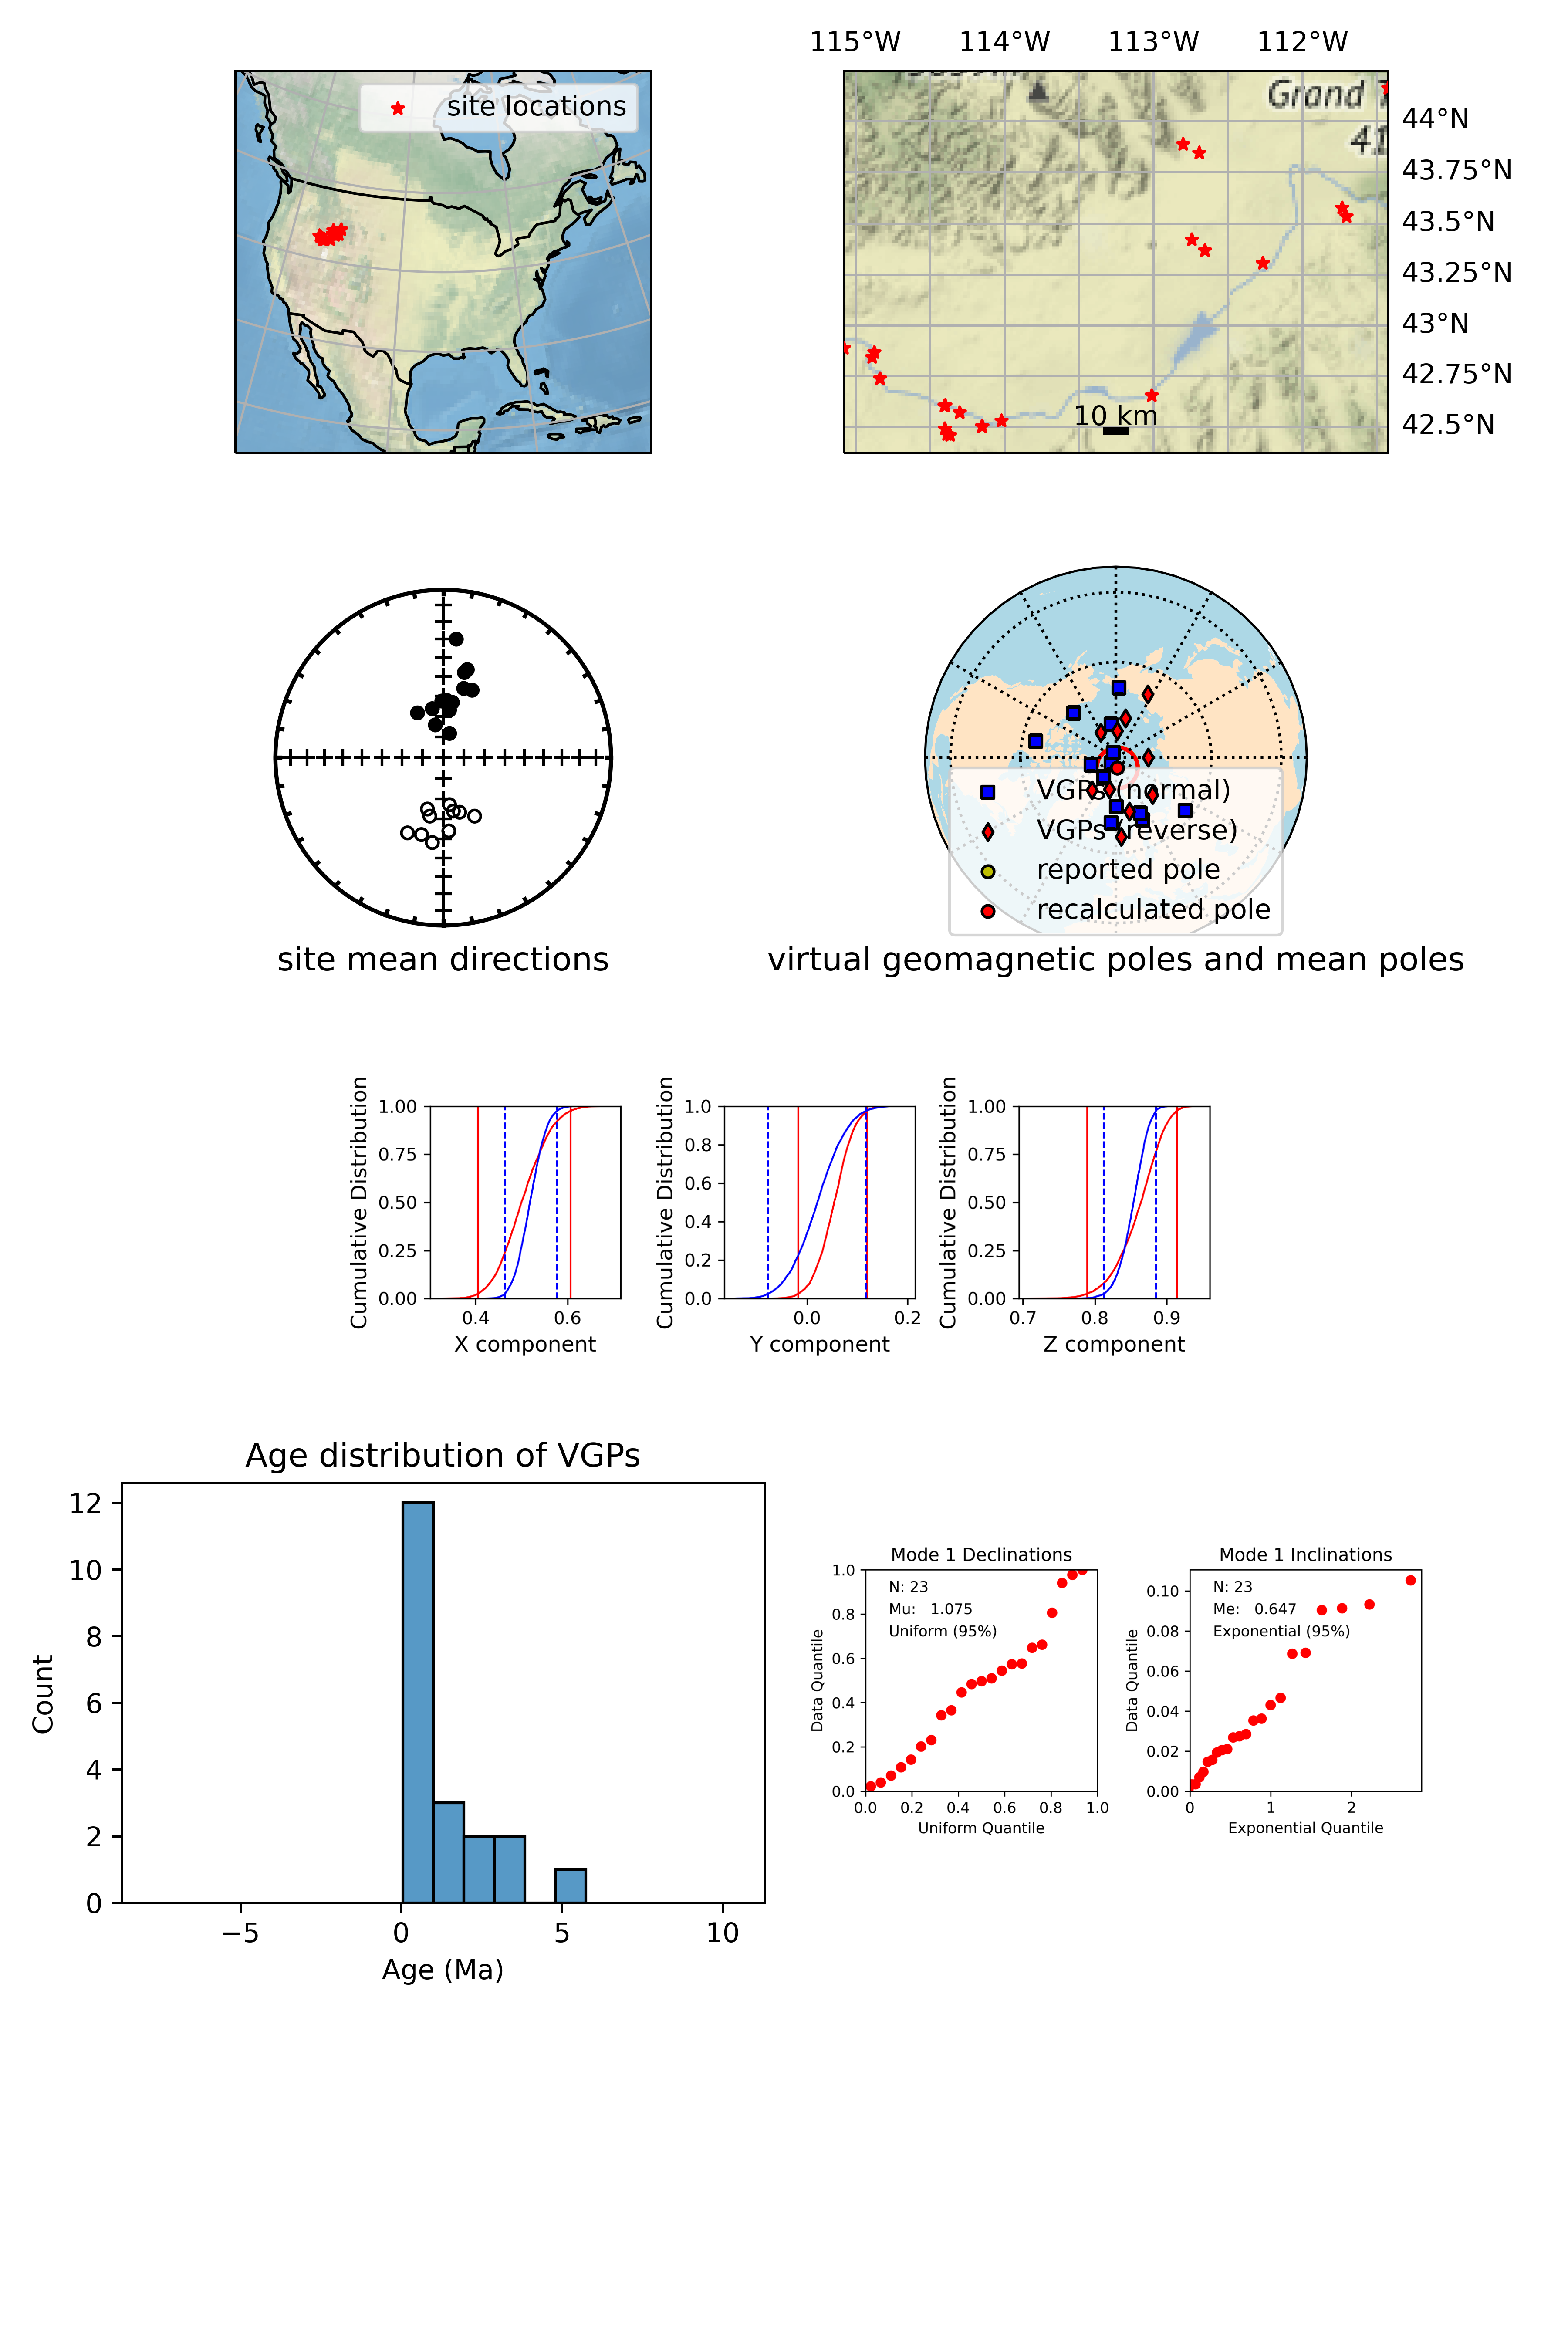 115°W 114°W 113°W 112°W
site locations
Grand
41
44°N
43.75°N
43.5°N
43.25°N
43°N
42.75°N
42.5°N
10 km
VGPs (normal)
VGPs (reverse)
reported pole
recalculated pole
site mean directions
virtual geomagnetic poles and mean poles
Cumulative Distribution
1.00
0.75
0.50
0.25
0.00
0.4 0.6
X component
Cumulative Distribution
1.0
0.8
0.6
0.4
0.2
0.0
0.0 0.2
Y component
Cumulative Distribution
1.00
0.75
0.50
0.25
0.00
0.7 0.8 0.9
Z component
Age distribution of VGPs
Count
12
10
8
6
4
2
0
−5 0 5 10
Age (Ma)
Mode 1 Declinations
N: 23
Mu: 1.075
Uniform (95%)
Data Quantile
1.0
0.8
0.6
0.4
0.2
0.0
0.0 0.2 0.4 0.6 0.8 1.0
Uniform Quantile
Mode 1 Inclinations
N: 23
Me: 0.647
Exponential (95%)
Data Quantile
0.10
0.08
0.06
0.04
0.02
0.00
0 1 2
Exponential Quantile